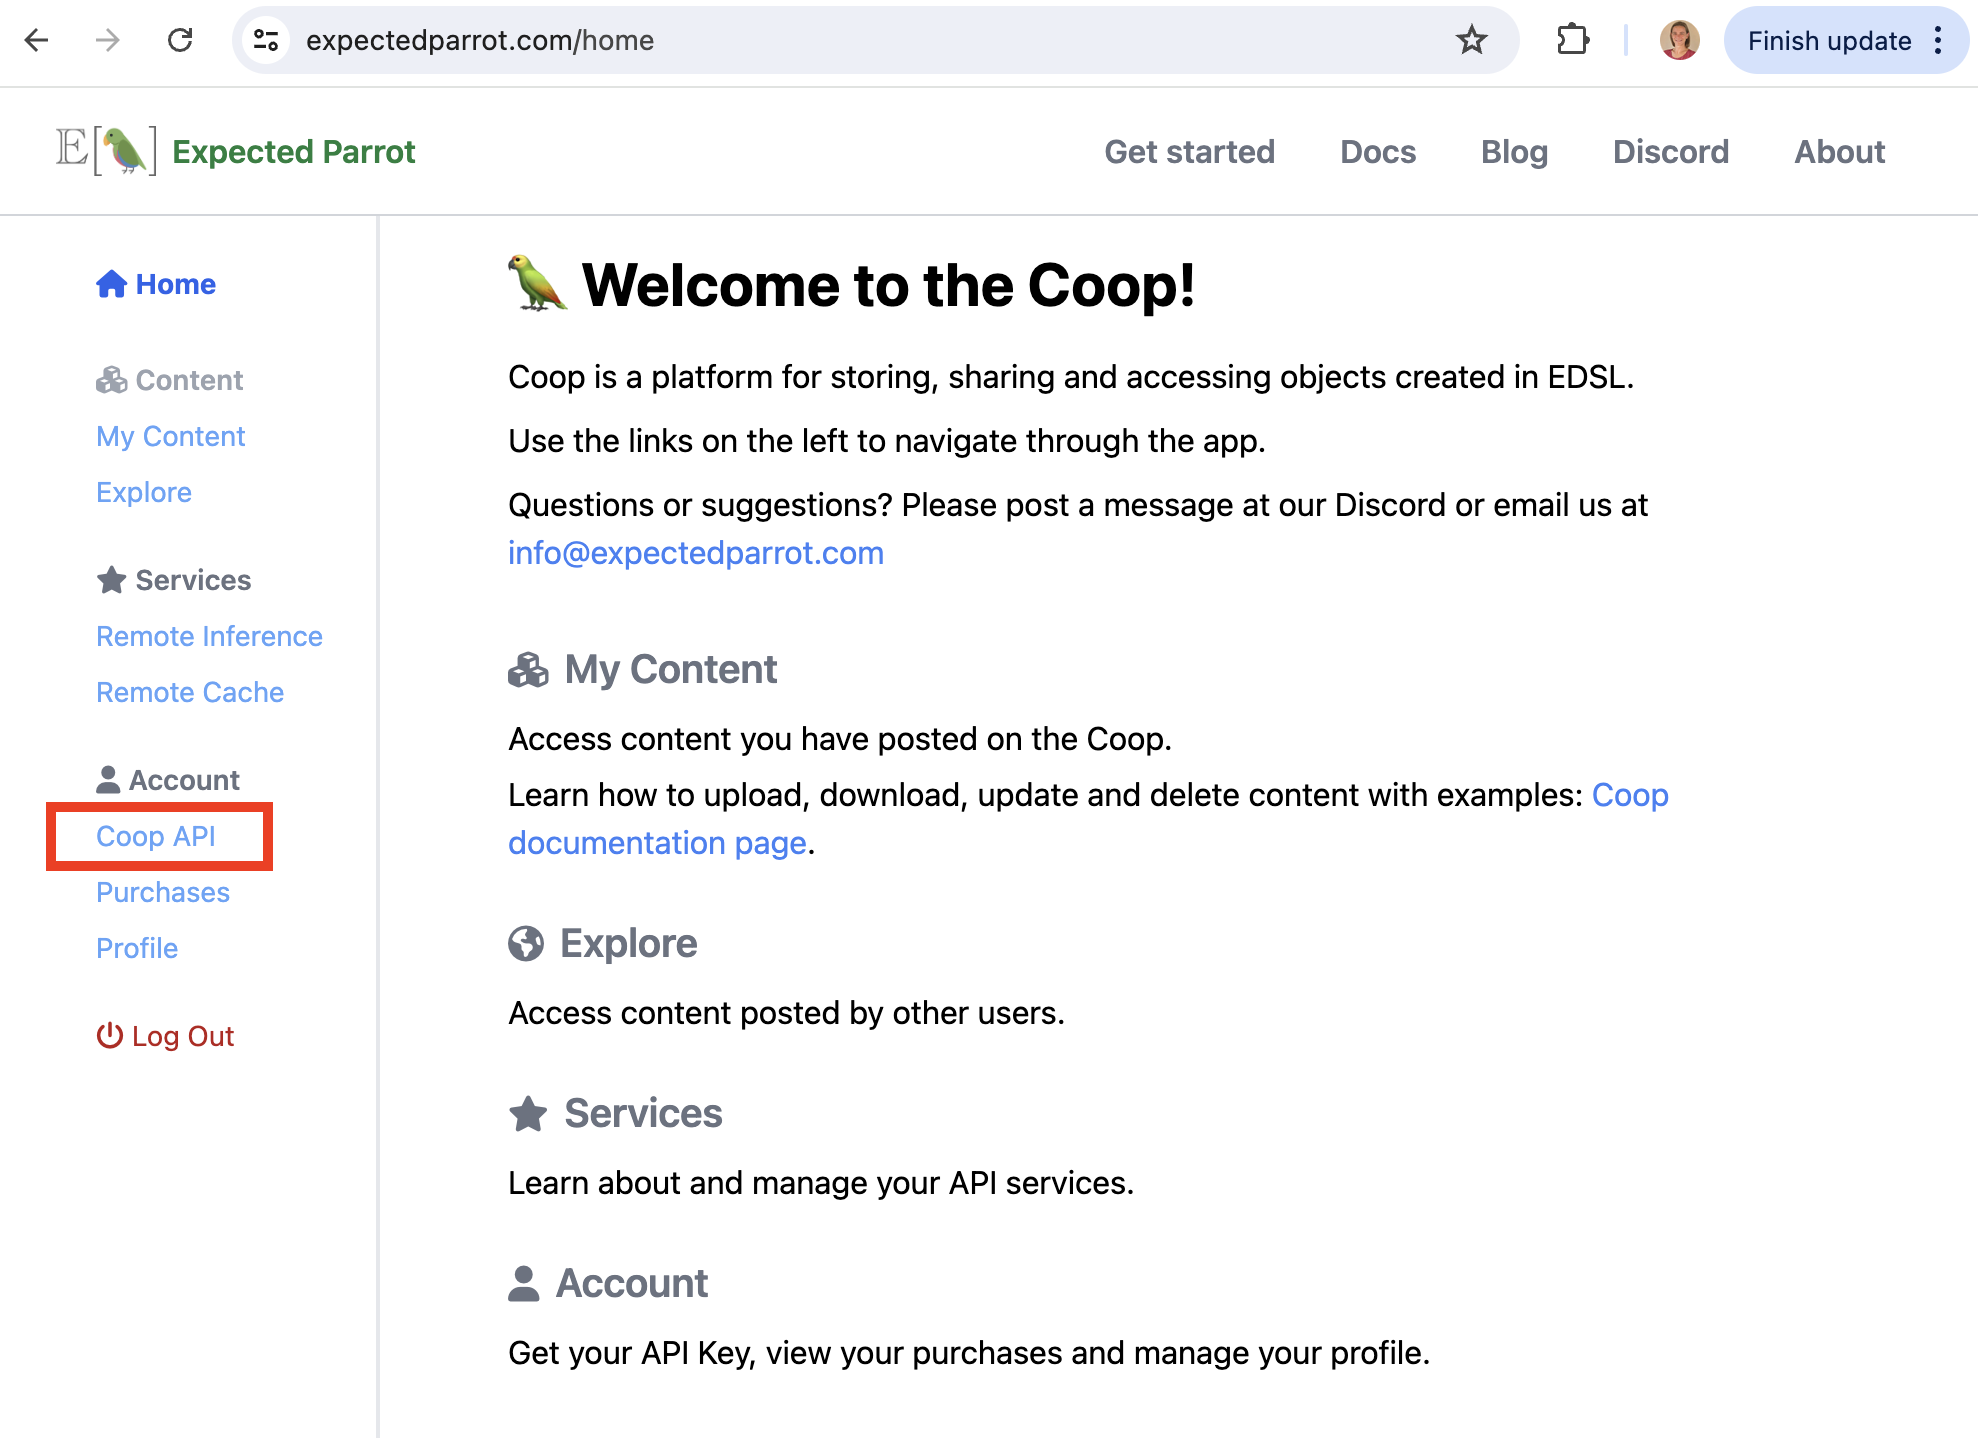 expectedparrot.com/home
Finish update
E[ ] Expected Parrot
Get started
Docs
Blog
Discord
About
Home
Content
My Content
Explore
Services
Remote Inference
Remote Cache
Account
Coop API
Purchases
Profile
Log Out
Welcome to the Coop!
Coop is a platform for storing, sharing and accessing objects created in EDSL.
Use the links on the left to navigate through the app.
Questions or suggestions? Please post a message at our Discord or email us at
info@expectedparrot.com
My Content
Access content you have posted on the Coop.
Learn how to upload, download, update and delete content with examples: Coop
documentation page.
Explore
Access content posted by other users.
Services
Learn about and manage your API services.
Account
Get your API Key, view your purchases and manage your profile.